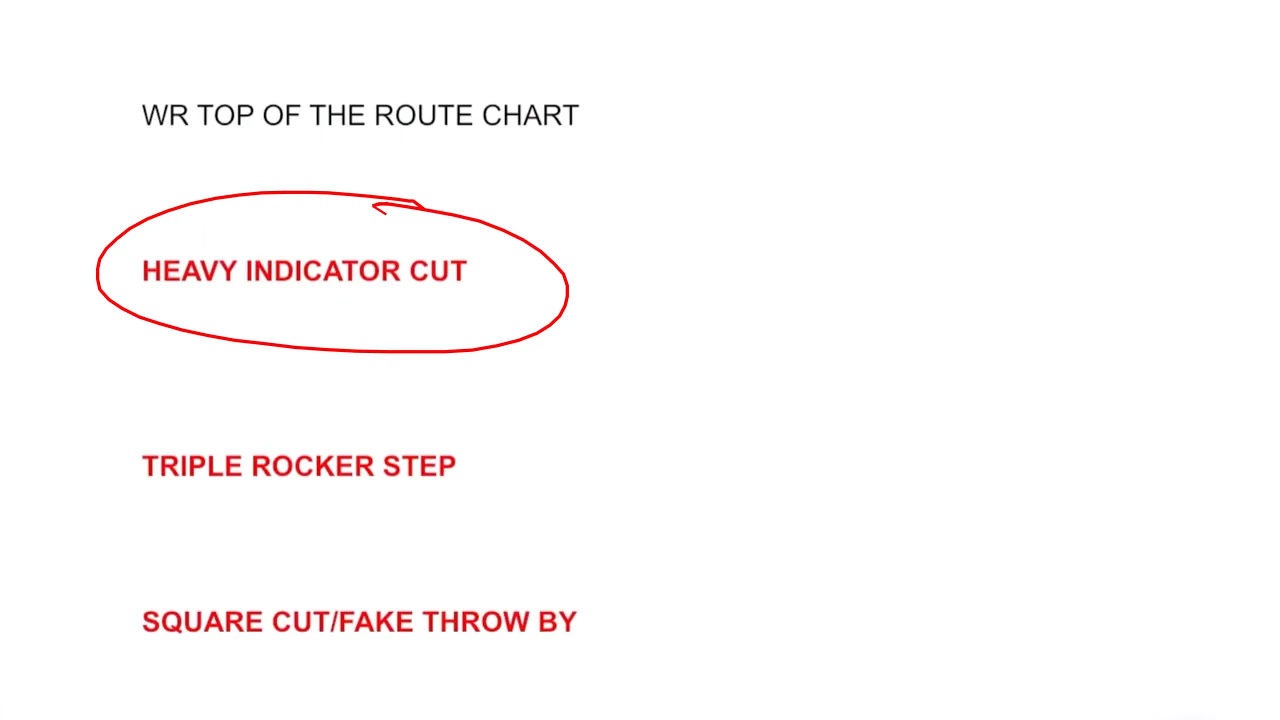 WR TOP OF THE ROUTE CHART
HEAVY INDICATOR CUT
TRIPLE ROCKER STEP
SQUARE CUT/FAKE THROW BY